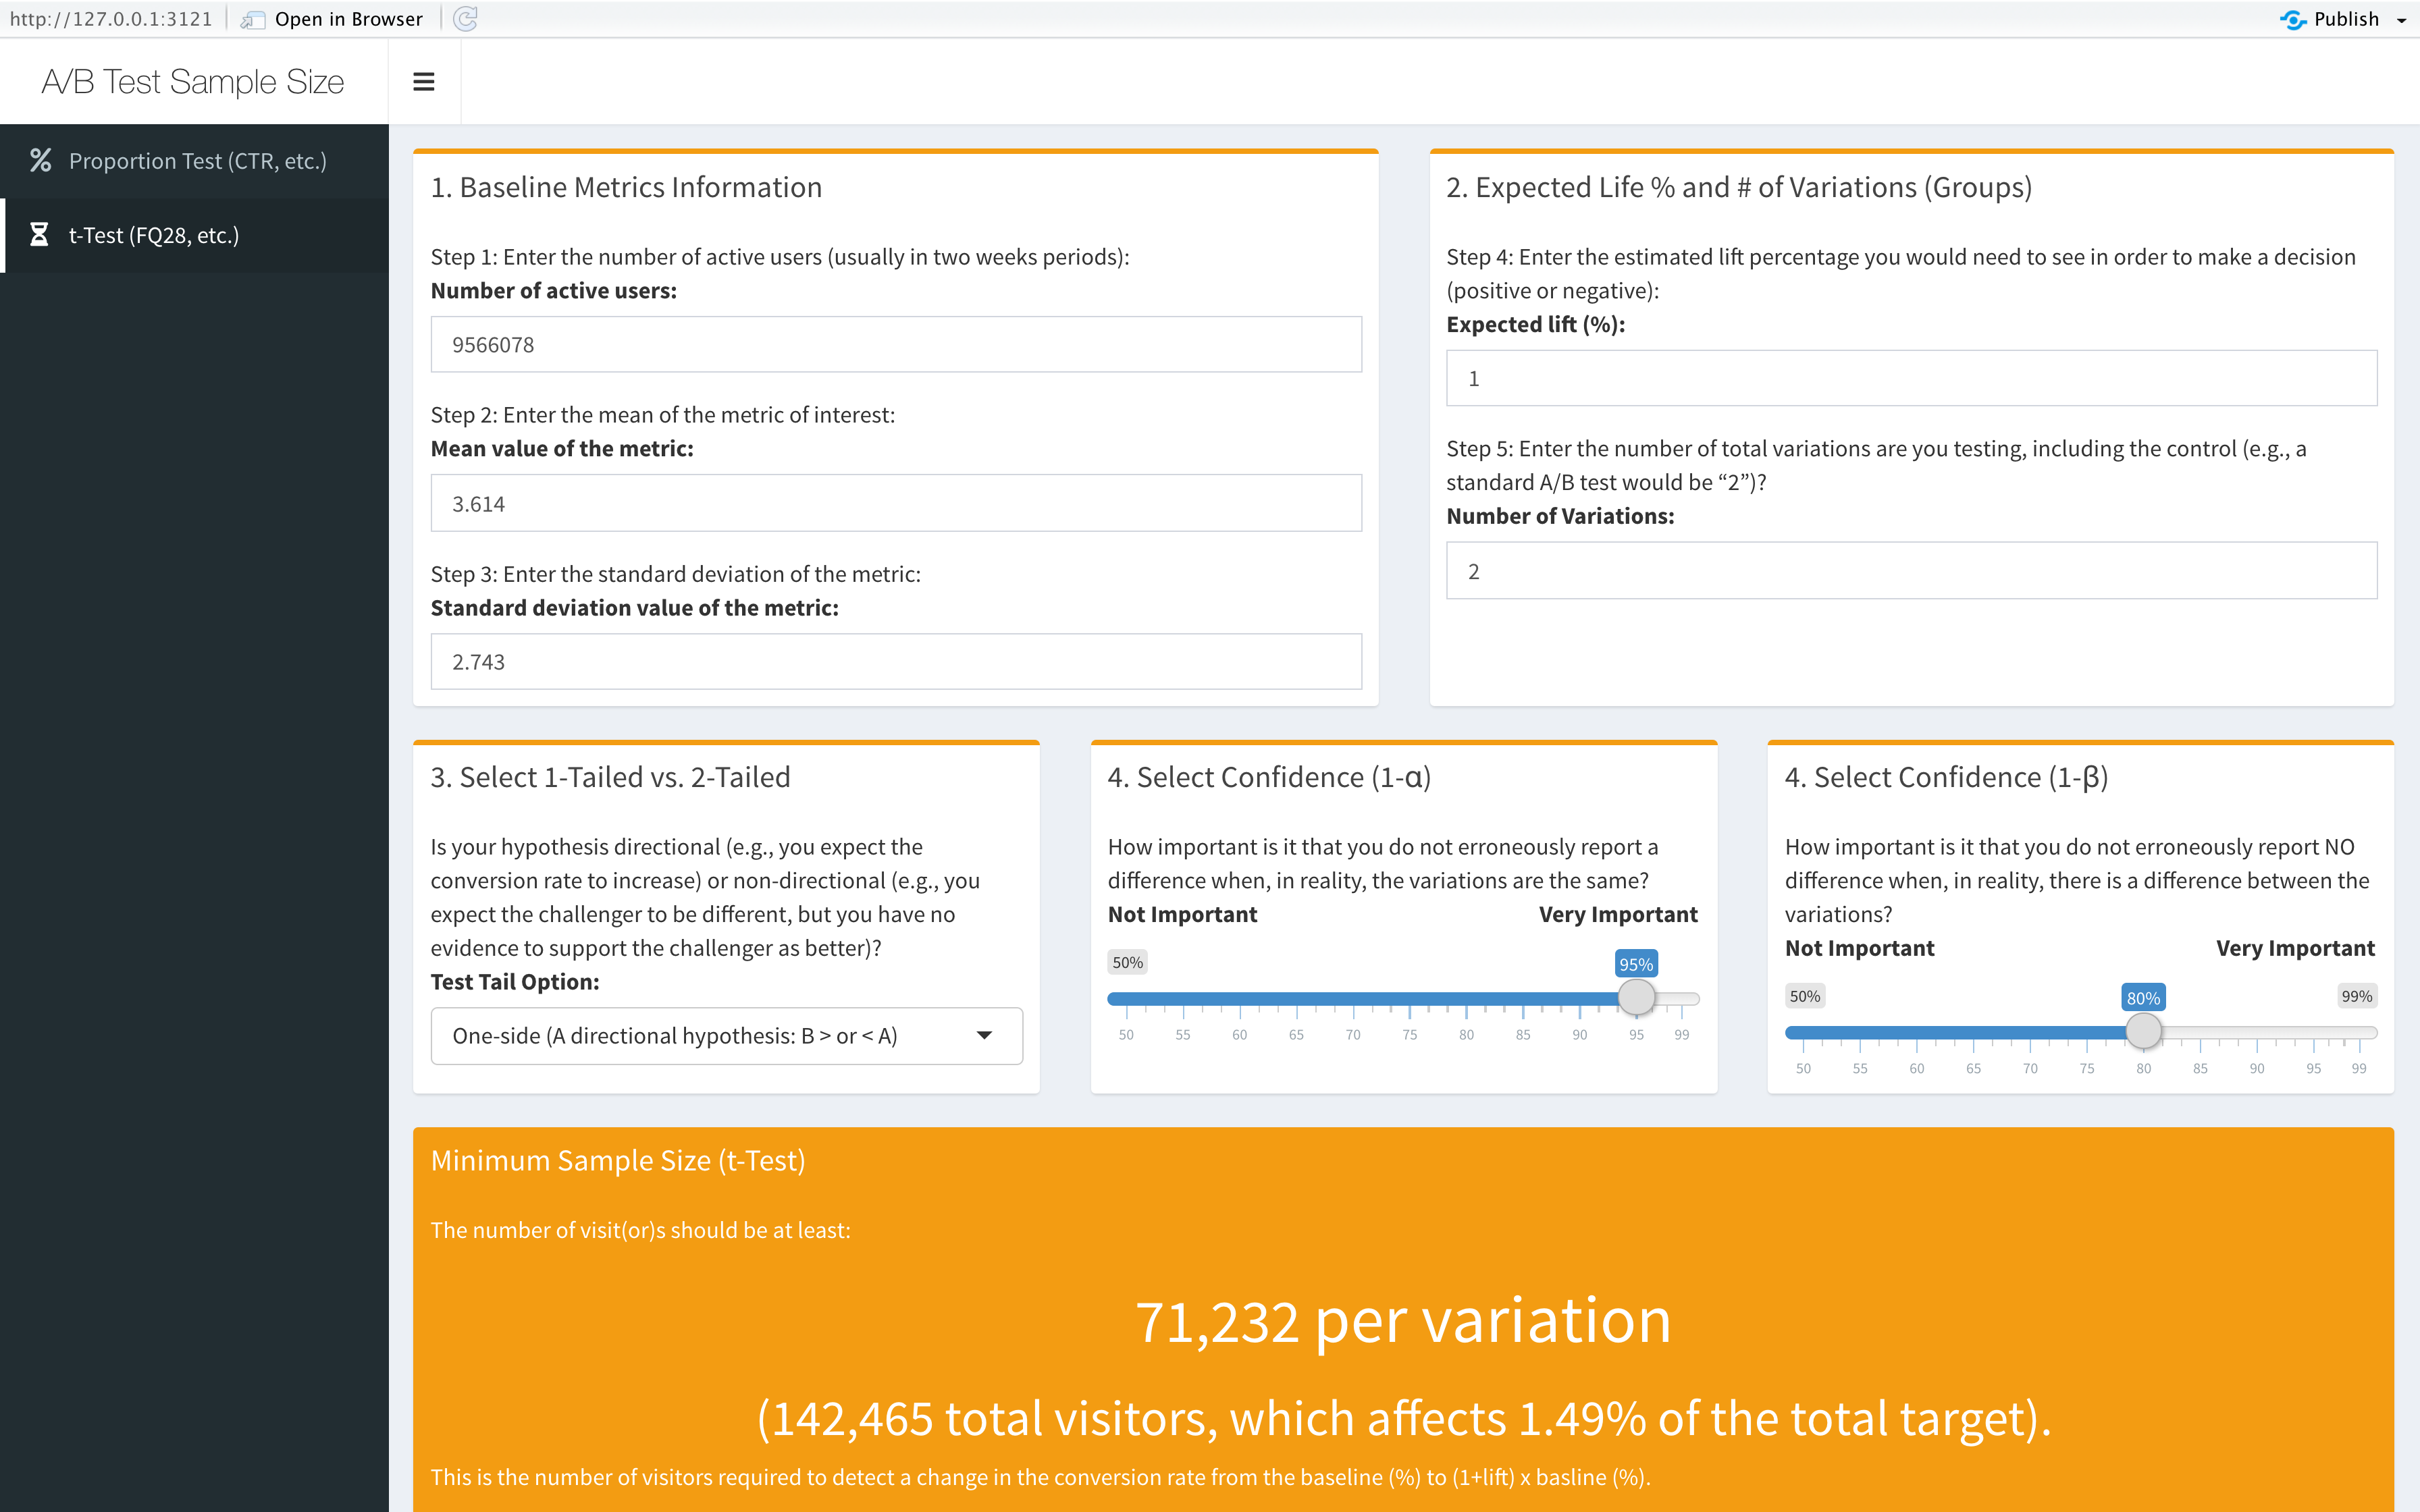 http://127.0.0.1:3121
Open in Browser
Publish
A/B Test Sample Size
Proportion Test (CTR, etc.)
t-Test (FQ28, etc.)
1. Baseline Metrics Information
Step 1: Enter the number of active users (usually in two weeks periods):
Number of active users:
9566078
Step 2: Enter the mean of the metric of interest:
Mean value of the metric:
3.614
Step 3: Enter the standard deviation of the metric:
Standard deviation value of the metric:
2.743
2. Expected Life % and # of Variations (Groups)
Step 4: Enter the estimated lift percentage you would need to see in order to make a decision
(positive or negative):
Expected lift (%):
1
Step 5: Enter the number of total variations are you testing, including the control (e.g., a
standard A/B test would be “2”)?
Number of Variations:
2
3. Select 1-Tailed vs. 2-Tailed
Is your hypothesis directional (e.g., you expect the
conversion rate to increase) or non-directional (e.g., you
expect the challenger to be different, but you have no
evidence to support the challenger as better)?
Test Tail Option:
One-side (A directional hypothesis: B > or < A)
4. Select Confidence (1-α)
How important is it that you do not erroneously report a
difference when, in reality, the variations are the same?
Not Important Very Important
50% 95%
50 55 60 65 70 75 80 85 90 95 99
4. Select Confidence (1-β)
How important is it that you do not erroneously report NO
difference when, in reality, there is a difference between the
variations?
Not Important Very Important
50% 80% 99%
50 55 60 65 70 75 80 85 90 95 99
Minimum Sample Size (t-Test)
The number of visit(or)s should be at least:
71,232 per variation
(142,465 total visitors, which affects 1.49% of the total target).
This is the number of visitors required to detect a change in the conversion rate from the baseline (%) to (1+lift) x basline (%).